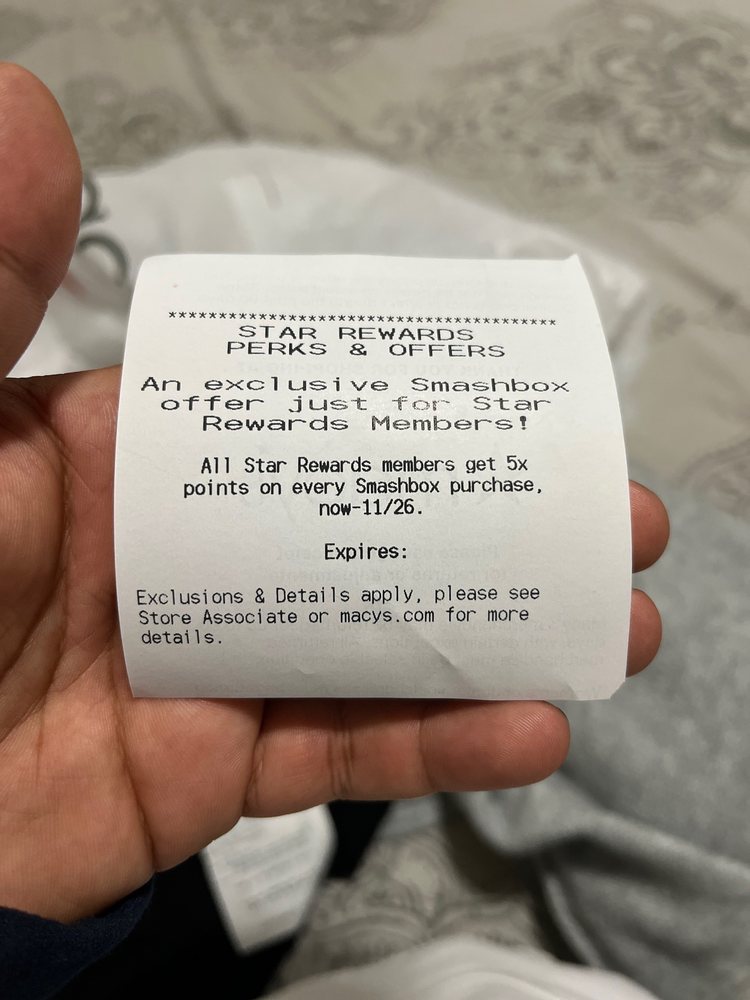 ****************************************
STAR REWARDS
PERKS & OFFERS
An exclusive Smashbox
offer just for Star
Rewards Members!
All Star Rewards members get 5x
points on every Smashbox purchase,
now-11/26.
Expires:
Exclusions & Details apply, please see
Store Associate or macys.com for more
details.